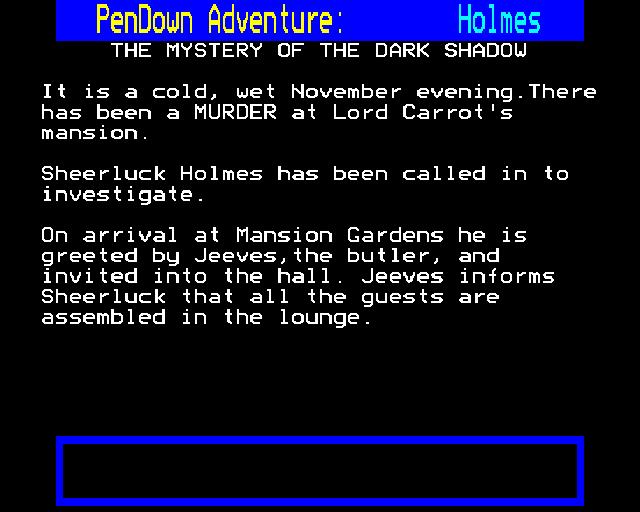 PenDown Adventure: Holmes
THE MYSTERY OF THE DARK SHADOW
It is a cold, wet November evening.There
has been a MURDER at Lord Carrot's
mansion.
Sheerluck Holmes has been called in to
investigate.
On arrival at Mansion Gardens he is
greeted by Jeeves,the butler, and
invited into the hall. Jeeves informs
Sheerluck that all the guests are
assembled in the lounge.